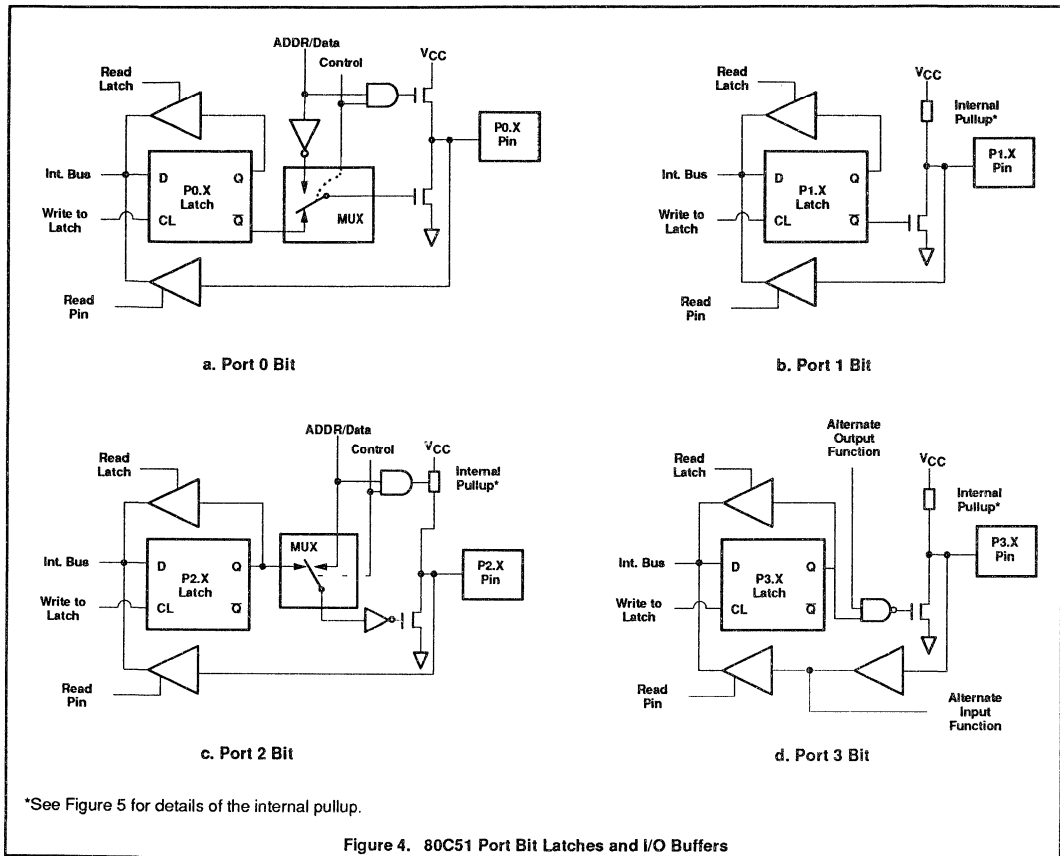 ADDR/Data
Control
VCC
Read
Latch
P0.X
Pin
Int. Bus
D
Q
P0.X
Latch
Write to
Latch
CL
Q
MUX
Read
Pin
a. Port 0 Bit
VCC
Read
Latch
Internal
Pullup*
P1.X
Pin
Int. Bus
D
Q
P1.X
Latch
Write to
Latch
CL
Q
Read
Pin
b. Port 1 Bit
ADDR/Data
Control
VCC
Read
Latch
Internal
Pullup*
MUX
Int. Bus
D
Q
P2.X
Latch
P2.X
Pin
Write to
Latch
CL
Q
Read
Pin
c. Port 2 Bit
Alternate
Output
Function
VCC
Read
Latch
Internal
Pullup*
P3.X
Pin
Int. Bus
D
Q
P3.X
Latch
Write to
Latch
CL
Q
Read
Pin
Alternate
Input
Function
d. Port 3 Bit
*See Figure 5 for details of the internal pullup.
Figure 4. 80C51 Port Bit Latches and I/O Buffers